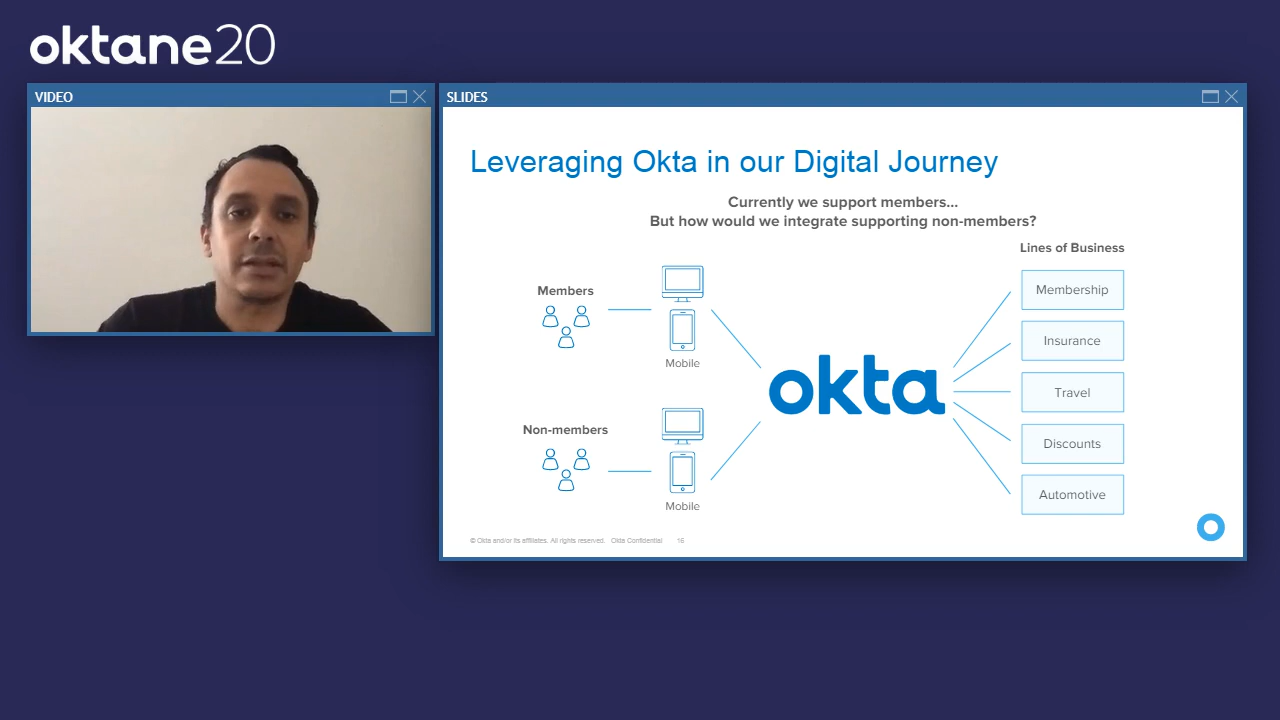 oktane20
VIDEO
SLIDES
Leveraging Okta in our Digital Journey
Currently we support members...
But how would we integrate supporting non-members?
Lines of Business
Members
Mobile
Non-members
Mobile
okta
Membership
Insurance
Travel
Discounts
Automotive
© Okta and/or its affiliates. All rights reserved. Okta Confidential 16